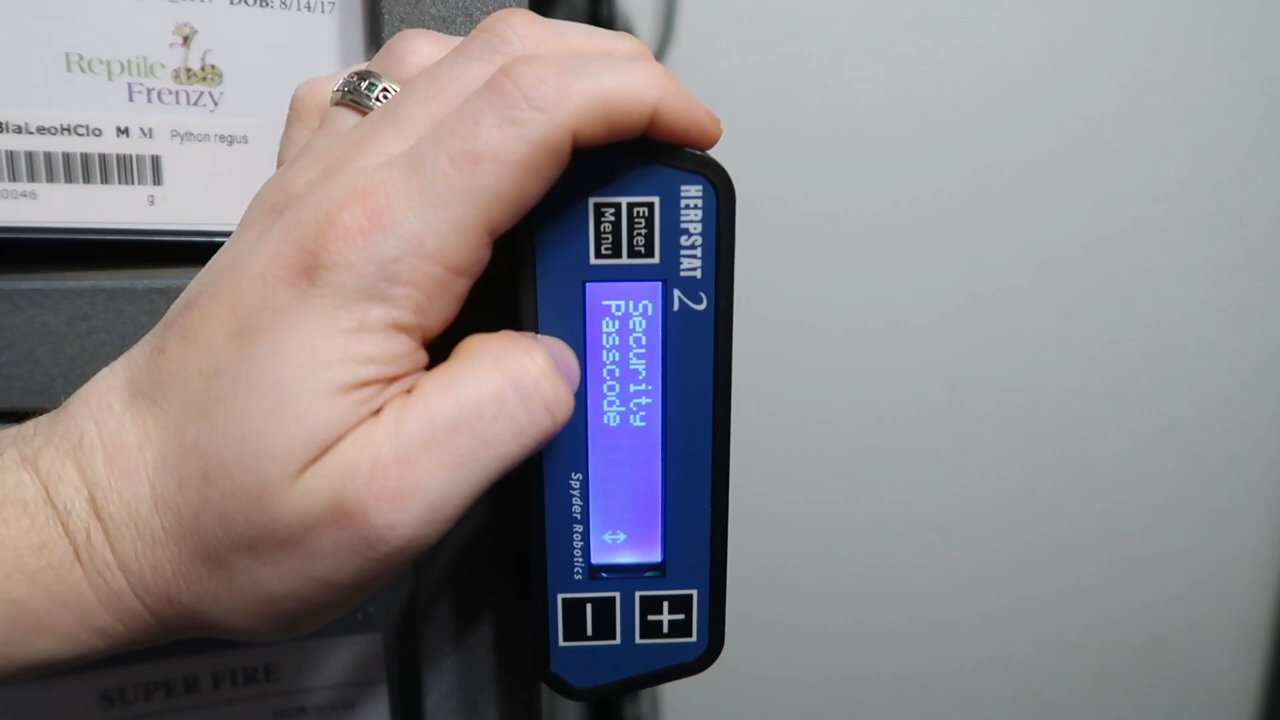 DOB: 8/14/17
Reptile
Frenzy
BlaLeoHClo M M Python regius
0046
g
HERPSTAT 2
Enter
Menu
Security
Passcode
Spyder Robotics
+
−
SUPER FIRE